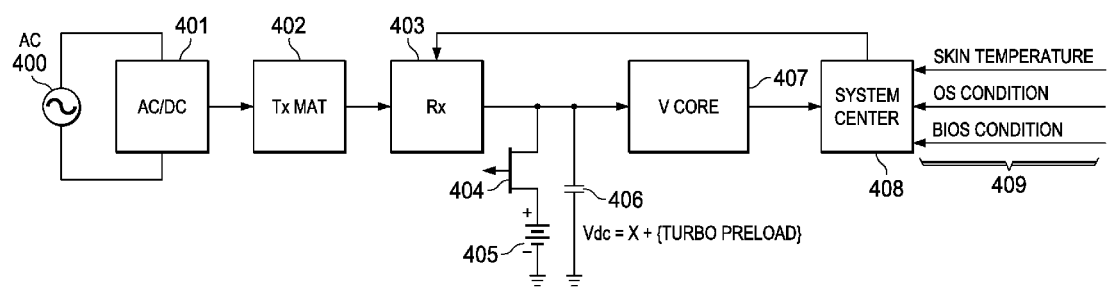 AC
400
401
AC/DC
402
Tx MAT
403
Rx
404
+
405
−
406
Vdc = X + {TURBO PRELOAD}
V CORE
407
SYSTEM
CENTER
408
SKIN TEMPERATURE
OS CONDITION
BIOS CONDITION
409